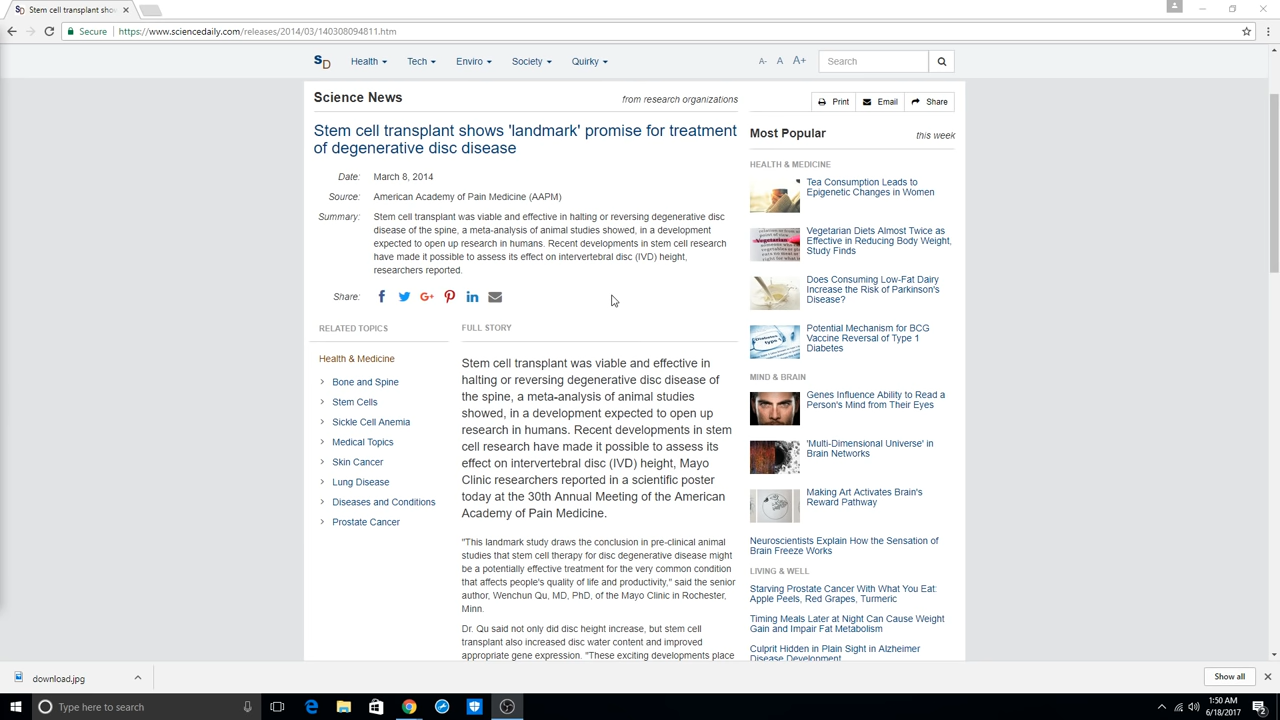 Stem cell transplant show
Secure
https://www.sciencedaily.com/releases/2014/03/140308094811.htm
SD
Health
Tech
Enviro
Society
Quirky
A-
A
A+
Search
Science News
from research organizations
Print
Email
Share
Stem cell transplant shows 'landmark' promise for treatment
of degenerative disc disease
Date: March 8, 2014
Source: American Academy of Pain Medicine (AAPM)
Summary: Stem cell transplant was viable and effective in halting or reversing degenerative disc
disease of the spine, a meta-analysis of animal studies showed, in a development
expected to open up research in humans. Recent developments in stem cell research
have made it possible to assess its effect on intervertebral disc (IVD) height,
researchers reported.
Share:
RELATED TOPICS
Health & Medicine
Bone and Spine
Stem Cells
Sickle Cell Anemia
Medical Topics
Skin Cancer
Lung Disease
Diseases and Conditions
Prostate Cancer
FULL STORY
Stem cell transplant was viable and effective in
halting or reversing degenerative disc disease of
the spine, a meta-analysis of animal studies
showed, in a development expected to open up
research in humans. Recent developments in stem
cell research have made it possible to assess its
effect on intervertebral disc (IVD) height, Mayo
Clinic researchers reported in a scientific poster
today at the 30th Annual Meeting of the American
Academy of Pain Medicine.
"This landmark study draws the conclusion in pre-clinical animal
studies that stem cell therapy for disc degenerative disease might
be a potentially effective treatment for the very common condition
that affects people's quality of life and productivity," said the senior
author, Wenchun Qu, MD, PhD, of the Mayo Clinic in Rochester,
Minn.
Dr. Qu said not only did disc height increase, but stem cell
transplant also increased disc water content and improved
appropriate gene expression. "These exciting developments place
Most Popular
this week
HEALTH & MEDICINE
Tea Consumption Leads to
Epigenetic Changes in Women
Vegetarian Diets Almost Twice as
Effective in Reducing Body Weight,
Study Finds
Does Consuming Low-Fat Dairy
Increase the Risk of Parkinson's
Disease?
Potential Mechanism for BCG
Vaccine Reversal of Type 1
Diabetes
MIND & BRAIN
Genes Influence Ability to Read a
Person's Mind from Their Eyes
'Multi-Dimensional Universe' in
Brain Networks
Making Art Activates Brain's
Reward Pathway
Neuroscientists Explain How the Sensation of
Brain Freeze Works
LIVING & WELL
Starving Prostate Cancer With What You Eat:
Apple Peels, Red Grapes, Turmeric
Timing Meals Later at Night Can Cause Weight
Gain and Impair Fat Metabolism
Culprit Hidden in Plain Sight in Alzheimer
Disease Development
download.jpg
Show all
Type here to search
1:50 AM
6/18/2017
2